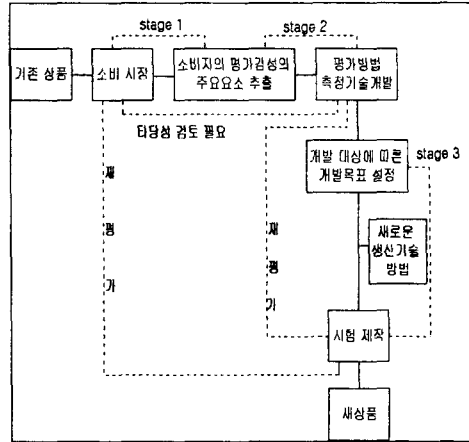 stage 1
stage 2
기존 상품
소비 시장
소비자의 평가감성의
주요요소 추출
평가방법
측정기술개발
타당성 검토 필요
개발 대상에 따른
개발목표 설정
stage 3
재
평
가
재
평
가
새로운
생산기술
방법
시험 제작
새상품